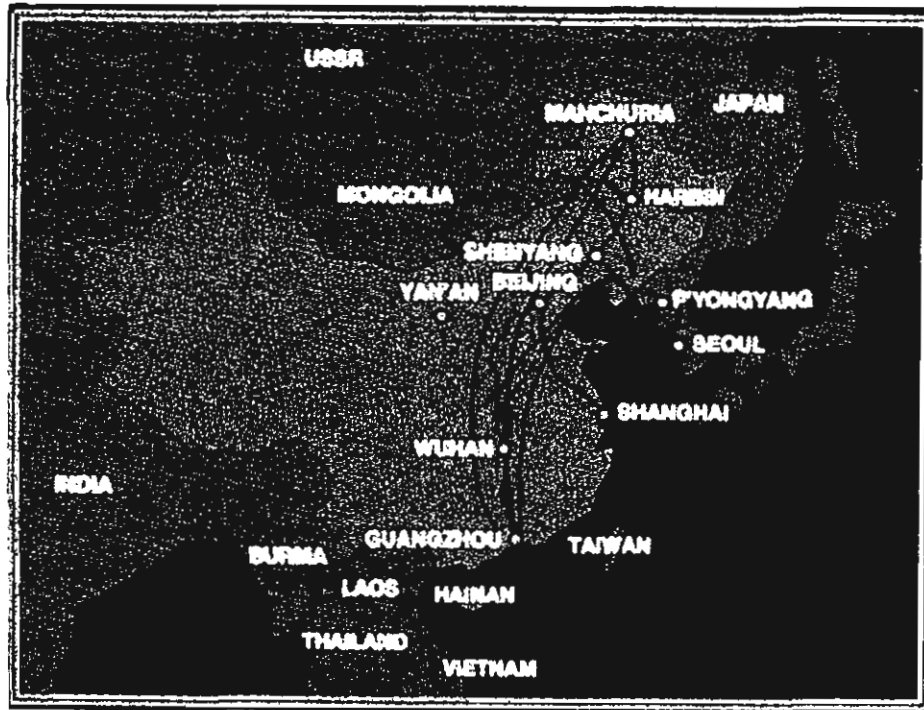 USSR
MANCHURIA
JAPAN
MONGOLIA
HARBIN
SHENYANG
BEIJING
YAN'AN
P'YONGYANG
SEOUL
SHANGHAI
WUHAN
INDIA
GUANGZHOU
TAIWAN
BURMA
LAOS
HAINAN
THAILAND
VIETNAM